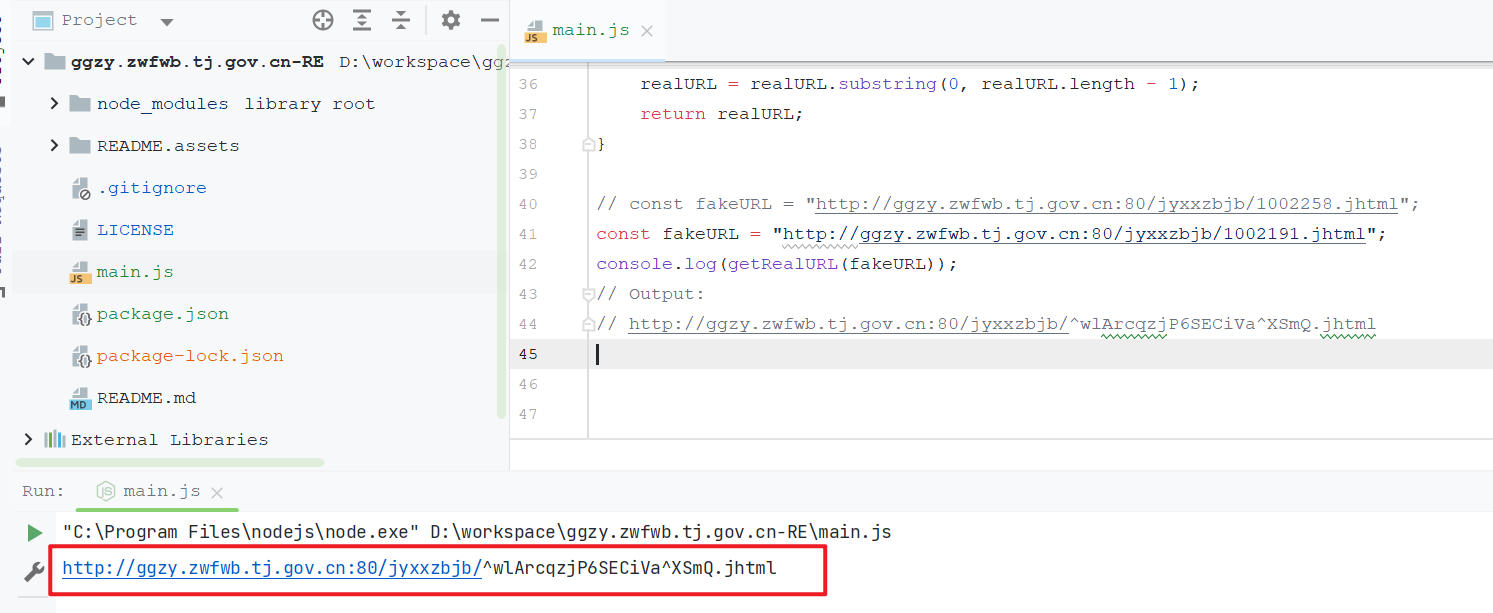 Project
ggzy.zwfwb.tj.gov.cn-RE D:\workspace\ggz
node_modules library root
README.assets
.gitignore
LICENSE
main.js
package.json
package-lock.json
README.md
External Libraries
main.js
36 realURL = realURL.substring(0, realURL.length - 1);
37 return realURL;
38 }
39
40 // const fakeURL = "http://ggzy.zwfwb.tj.gov.cn:80/jyxxzbjb/1002258.jhtml";
41 const fakeURL = "http://ggzy.zwfwb.tj.gov.cn:80/jyxxzbjb/1002191.jhtml";
42 console.log(getRealURL(fakeURL));
43 // Output:
44 // http://ggzy.zwfwb.tj.gov.cn:80/jyxxzbjb/^wlArcqzjP6SECiVa^XSmQ.jhtml
45
46
47
Run: main.js
"C:\Program Files\nodejs\node.exe" D:\workspace\ggzy.zwfwb.tj.gov.cn-RE\main.js
http://ggzy.zwfwb.tj.gov.cn:80/jyxxzbjb/^wlArcqzjP6SECiVa^XSmQ.jhtml